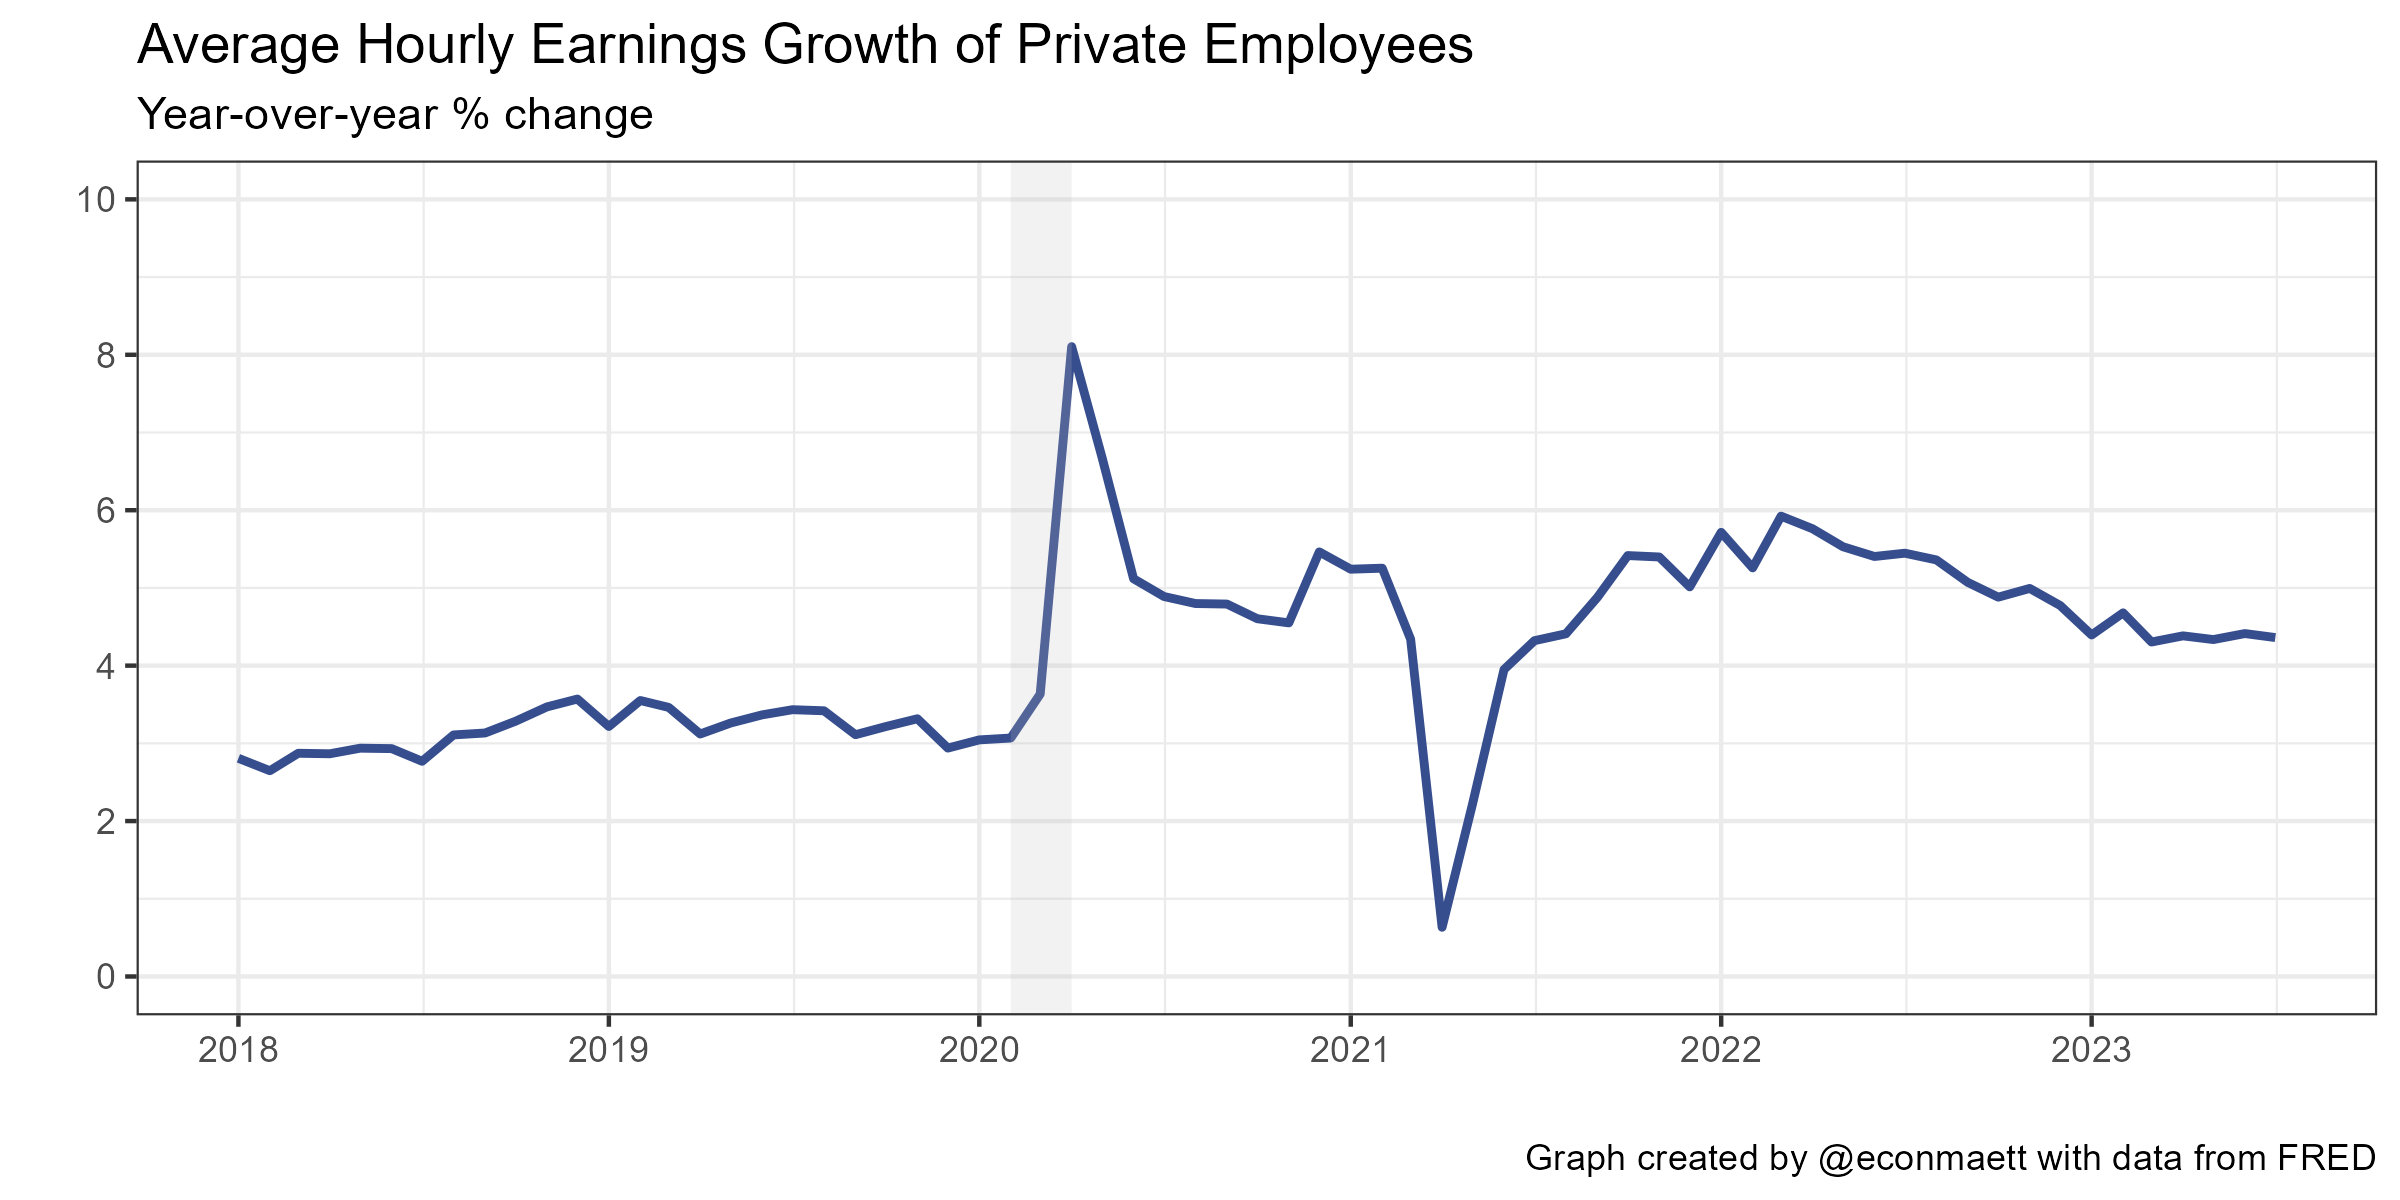 Average Hourly Earnings Growth of Private Employees
Year-over-year % change
10
8
6
4
2
0
2018 2019 2020 2021 2022 2023
Graph created by @econmaett with data from FRED